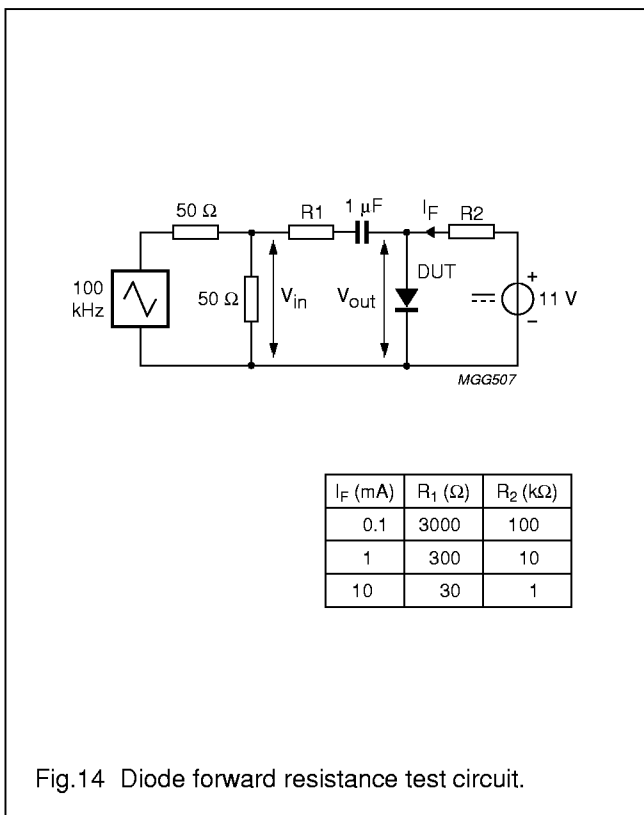 50 Ω
R1
1 μF
I_F
R2
100 kHz
50 Ω
V_in
V_out
DUT
+
11 V
−
MGG507
I_F (mA) R_1 (Ω) R_2 (kΩ)
0.1 3000 100
1 300 10
10 30 1
Fig.14 Diode forward resistance test circuit.